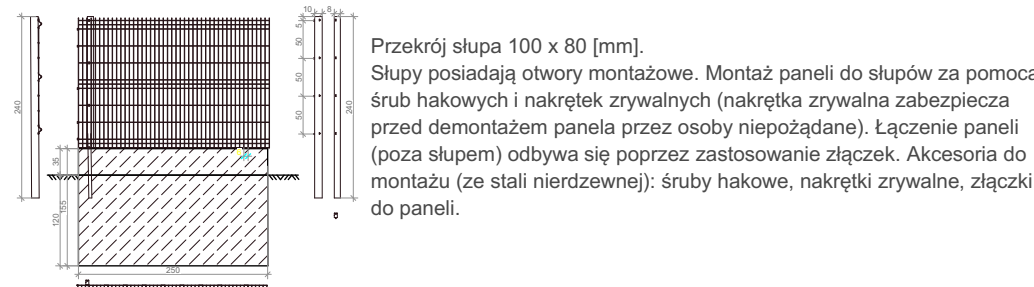 10 8
5
50
50
50
240
240
240
35
120
155
250
Przekrój słupa 100 x 80 [mm].
Słupy posiadają otwory montażowe. Montaż paneli do słupów za pomocą
śrub hakowych i nakrętek zrywalnych (nakrętka zrywalna zabezpiecza
przed demontażem panela przez osoby niepożądane). Łączenie paneli
(poza słupem) odbywa się poprzez zastosowanie złączek. Akcesoria do
montażu (ze stali nierdzewnej): śruby hakowe, nakrętki zrywalne, złączki
do paneli.